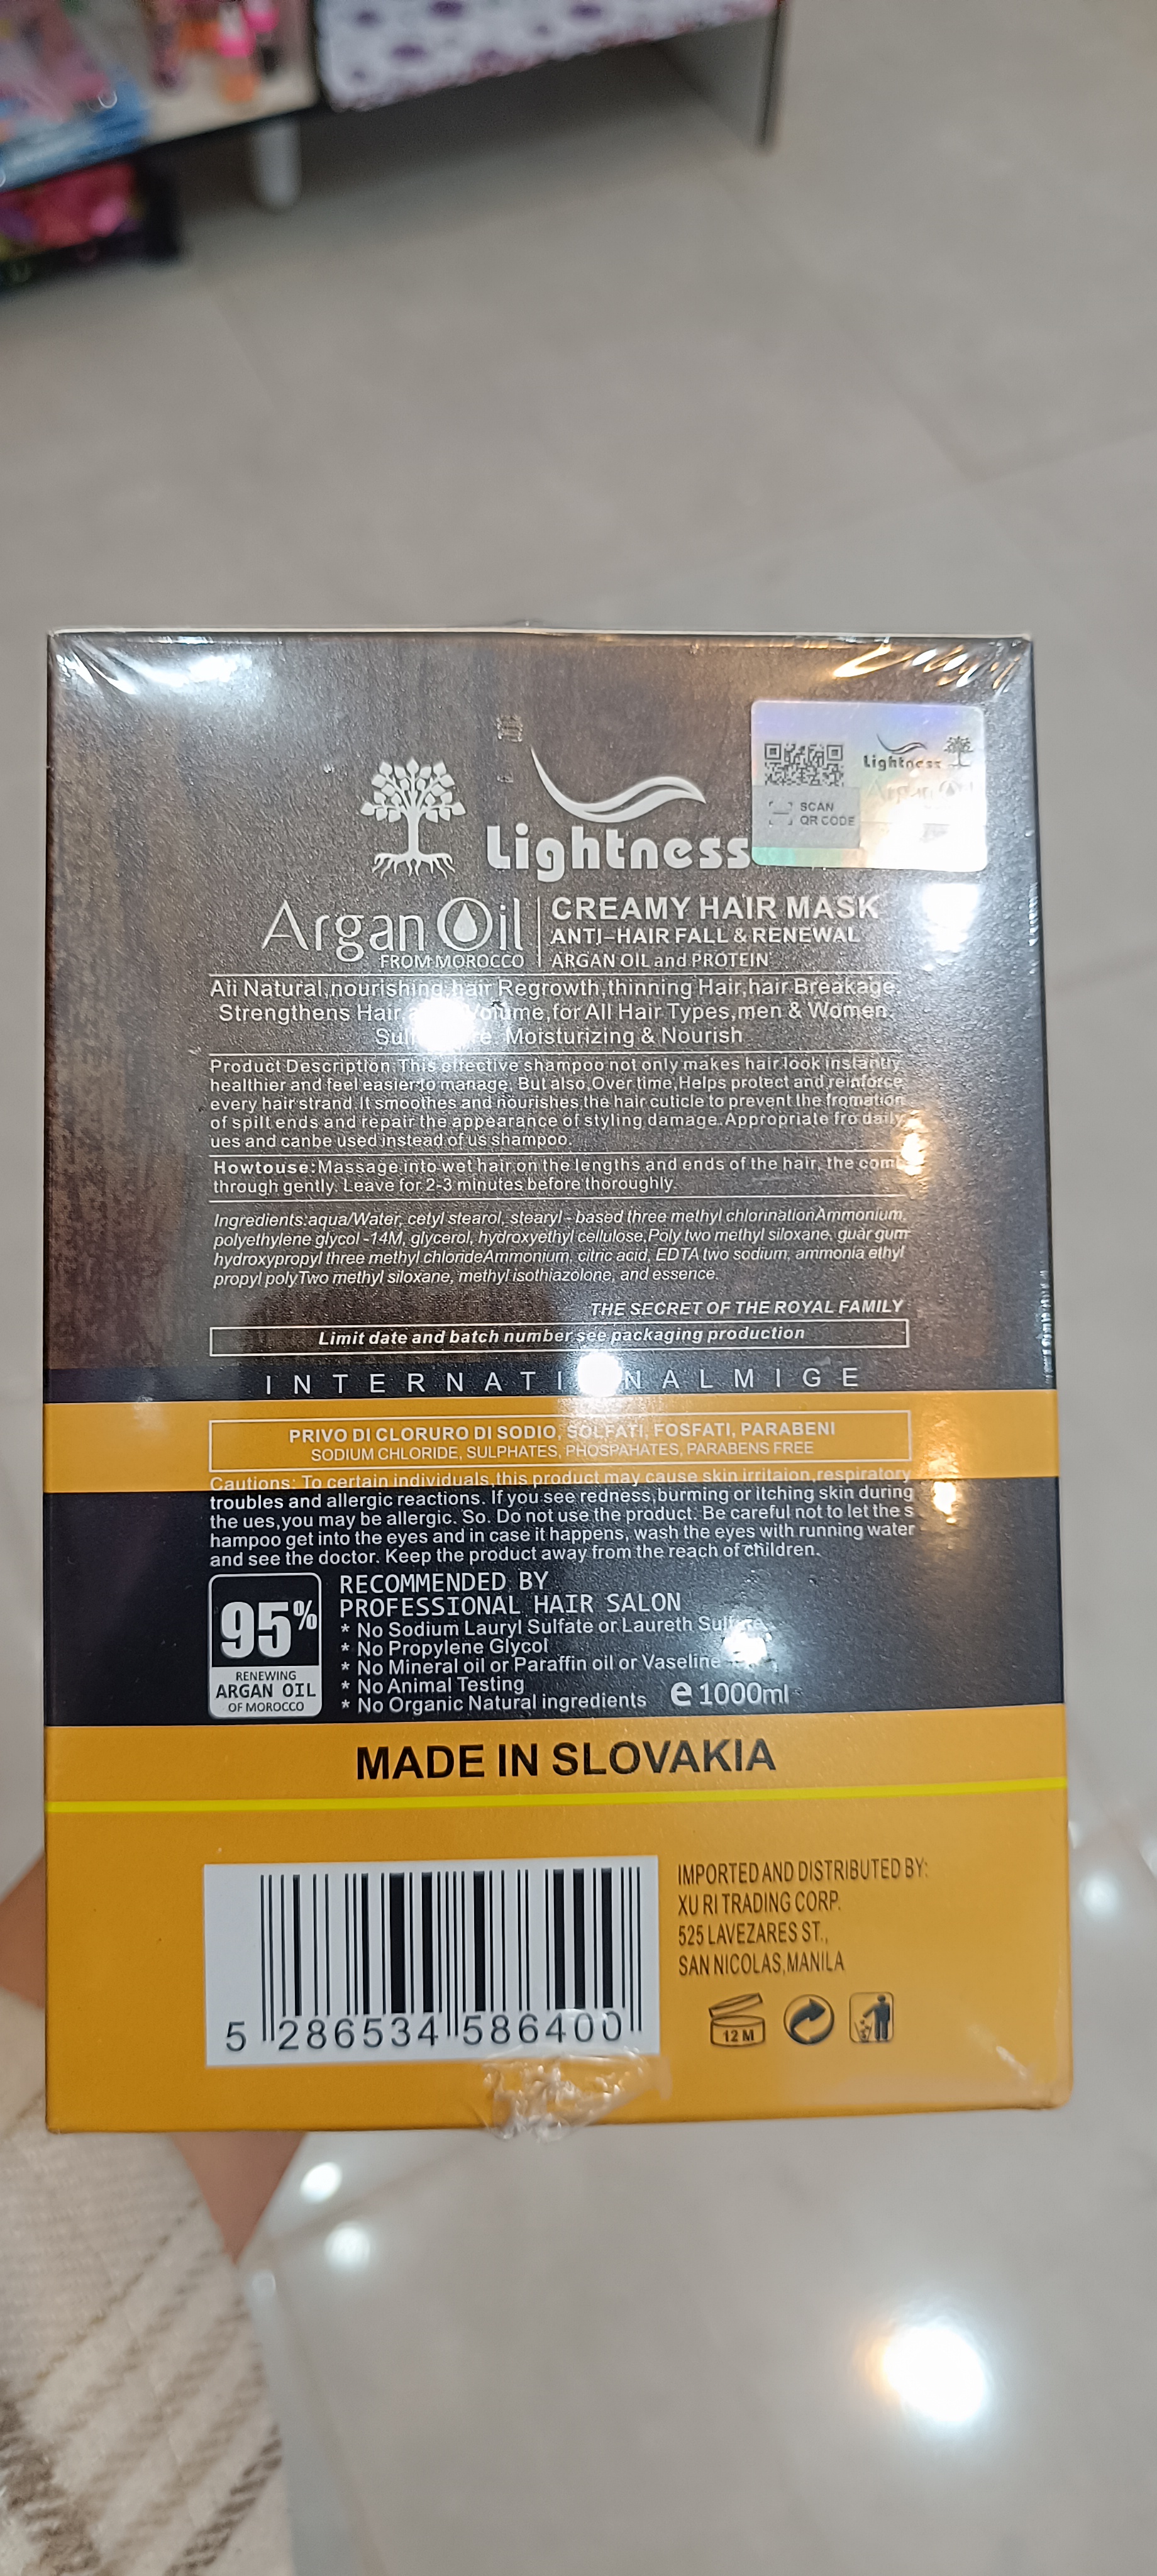 Lightness
SCAN
QR CODE
Lightness
Argan Oil
FROM MOROCCO
CREAMY HAIR MASK
ANTI-HAIR FALL & RENEWAL
ARGAN OIL and PROTEIN
All Natural,nourishing,hair Regrowth,thinning Hair,hair Breakage.
Strengthens Hair Volume,for All Hair Types,men & Women.
Moisturizing & Nourish
Product Description:This effective shampoo not only makes hair look instantly
healthier and feel easier to manage. But also,Over time,Helps protect and reinforce
every hair strand.It smoothes and nourishes the hair cuticle to prevent the fromation
of spilt ends and repair the appearance of styling damage.Appropriate fro daily
ues and canbe used instead of us shampoo.
Howtouse:Massage into wet hair on the lengths and ends of the hair, the comb
through gently. Leave for 2-3 minutes before thoroughly.
Ingredients:aqua/Water, cetyl stearol, stearyl - based three methyl chlorinationAmmonium,
polyethylene glycol -14M, glycerol, hydroxyethyl cellulose,Poly two methyl siloxane, guar gum
hydroxypropyl three methyl chlorideAmmonium, citric acid, EDTA two sodium, ammonia ethyl
propyl polyTwo methyl siloxane, methyl isothiazolone, and essence.
THE SECRET OF THE ROYAL FAMILY
Limit date and batch number see packaging production
INTERNATIONALMIGE
PRIVO DI CLORURO DI SODIO, SOLFATI, FOSFATI, PARABENI
SODIUM CHLORIDE, SULPHATES, PHOSPAHATES, PARABENS FREE
Cautions: To certain individuals,this product may cause skin irritaion,respiratory
troubles and allergic reactions. If you see redness,burming or itching skin during
the ues,you may be allergic. So. Do not use the product. Be careful not to let the s
hampoo get into the eyes and in case it happens, wash the eyes with running water
and see the doctor. Keep the product away from the reach of children.
95%
RENEWING
ARGAN OIL
OF MOROCCO
RECOMMENDED BY
PROFESSIONAL HAIR SALON
* No Sodium Lauryl Sulfate or Laureth
* No Propylene Glycol
* No Mineral oil or Paraffin oil or Vaseline
* No Animal Testing
* No Organic Natural ingredients
e 1000ml
MADE IN SLOVAKIA
5 286534 586400
IMPORTED AND DISTRIBUTED BY:
XU RI TRADING CORP.
525 LAVEZARES ST.,
SAN NICOLAS,MANILA
12 M